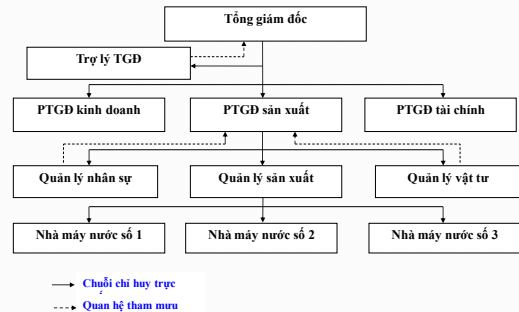 Tổng giám đốc
Trợ lý TGĐ
PTGĐ kinh doanh PTGĐ sản xuất PTGĐ tài chính
Quản lý nhân sự Quản lý sản xuất Quản lý vật tư
Nhà máy nước số 1 Nhà máy nước số 2 Nhà máy nước số 3
Chuỗi chỉ huy trực
Quan hệ tham mưu